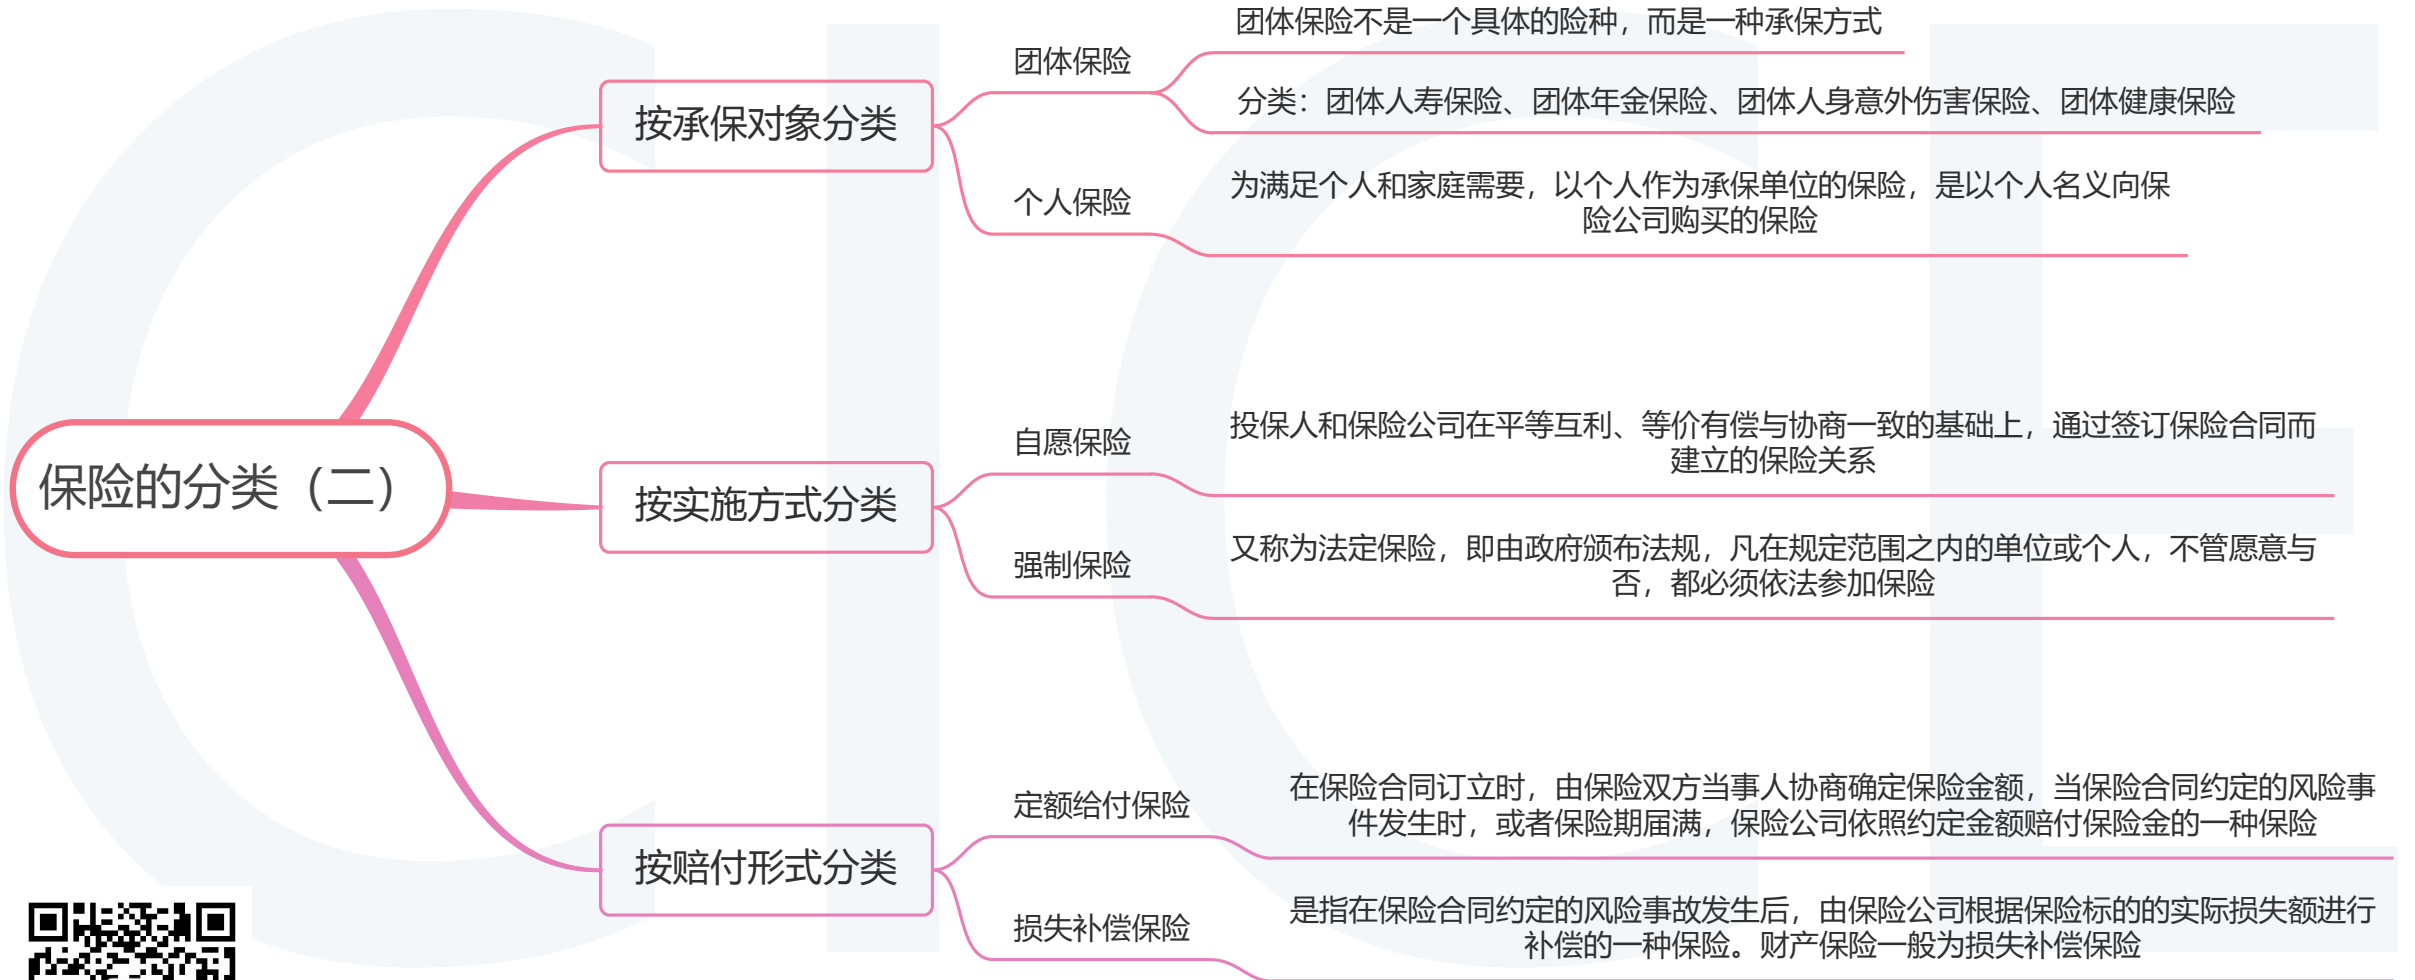 保险的分类（二）
按承保对象分类
团体保险
团体保险不是一个具体的险种，而是一种承保方式
分类：团体人寿保险、团体年金保险、团体人身意外伤害保险、团体健康保险
个人保险
为满足个人和家庭需要，以个人作为承保单位的保险，是以个人名义向保
险公司购买的保险
按实施方式分类
自愿保险
投保人和保险公司在平等互利、等价有偿与协商一致的基础上，通过签订保险合同而
建立的保险关系
强制保险
又称为法定保险，即由政府颁布法规，凡在规定范围之内的单位或个人，不管愿意与
否，都必须依法参加保险
按赔付形式分类
定额给付保险
在保险合同订立时，由保险双方当事人协商确定保险金额，当保险合同约定的风险事
件发生时，或者保险期届满，保险公司依照约定金额赔付保险金的一种保险
损失补偿保险
是指在保险合同约定的风险事故发生后，由保险公司根据保险标的的实际损失额进行
补偿的一种保险。财产保险一般为损失补偿保险
CICE